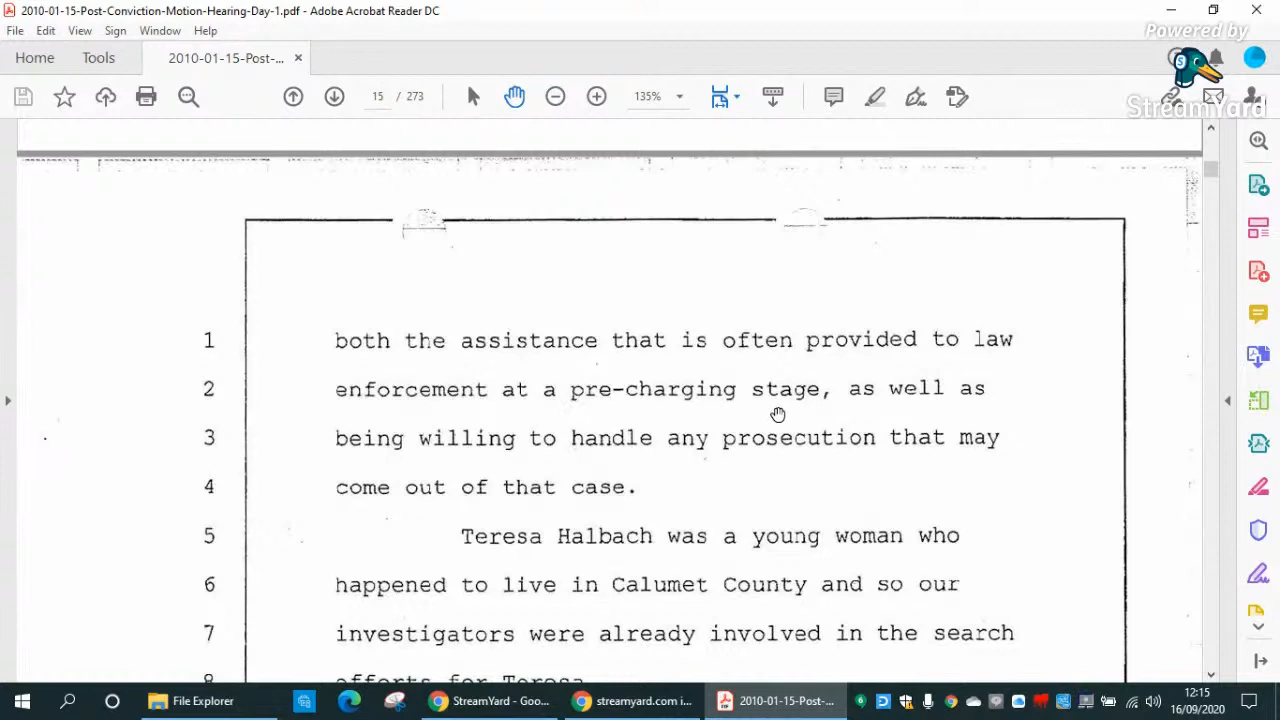 2010-01-15-Post-Conviction-Motion-Hearing-Day-1.pdf - Adobe Acrobat Reader DC
Powered by
File Edit View Sign Window Help
Home Tools 2010-01-15-Post-... ×
StreamYard
15 / 273 135%
1 both the assistance that is often provided to law
2 enforcement at a pre-charging stage, as well as
3 being willing to handle any prosecution that may
4 come out of that case.
5 Teresa Halbach was a young woman who
6 happened to live in Calumet County and so our
7 investigators were already involved in the search
8 efforts for Teresa
File Explorer StreamYard - Goo... streamyard.com i... 2010-01-15-Post-... 12:15
16/09/2020